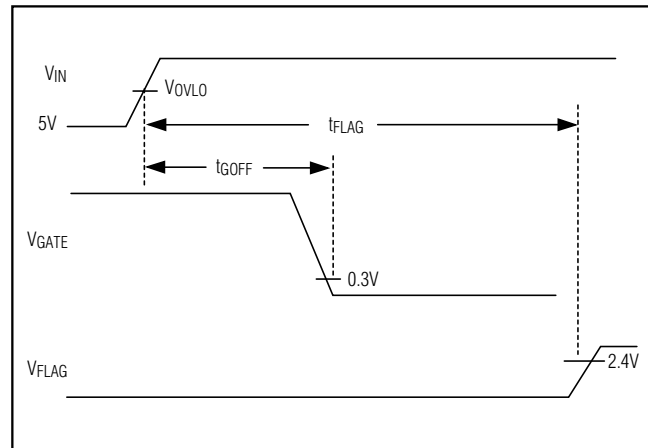 VIN
VOVLO
5V
tFLAG
tGOFF
VGATE
0.3V
VFLAG
2.4V